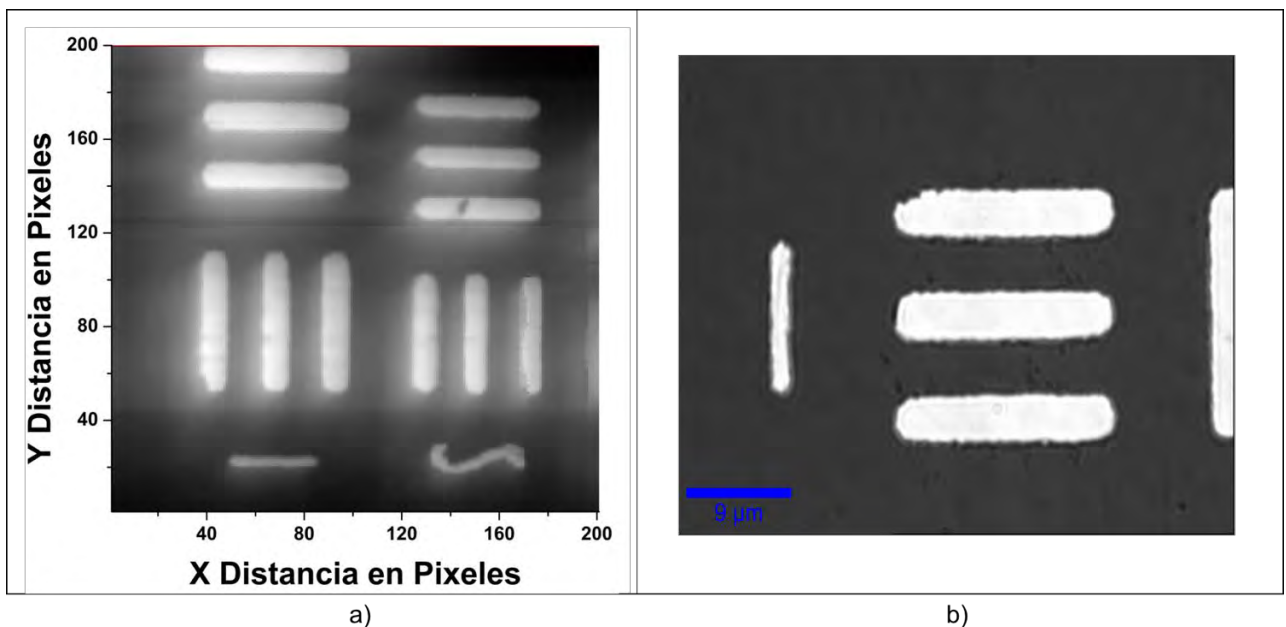 200
160
120
80
40
Y Distancia en Pixeles
40 80 120 160 200
X Distancia en Pixeles
9 µm
a)
b)